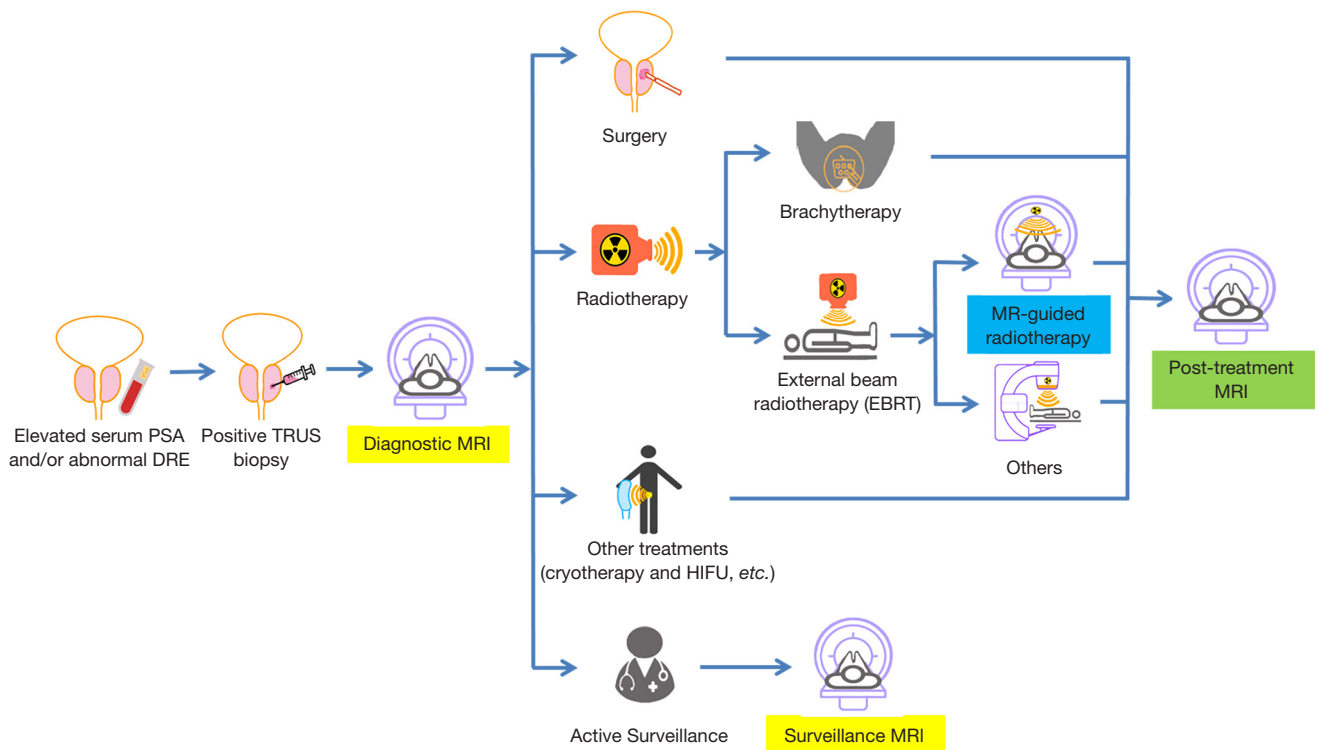 Elevated serum PSA
and/or abnormal DRE
Positive TRUS
biopsy
Diagnostic MRI
Surgery
Radiotherapy
Brachytherapy
External beam
radiotherapy (EBRT)
MR-guided
radiotherapy
Others
Other treatments
(cryotherapy and HIFU, etc.)
Active Surveillance
Surveillance MRI
Post-treatment
MRI